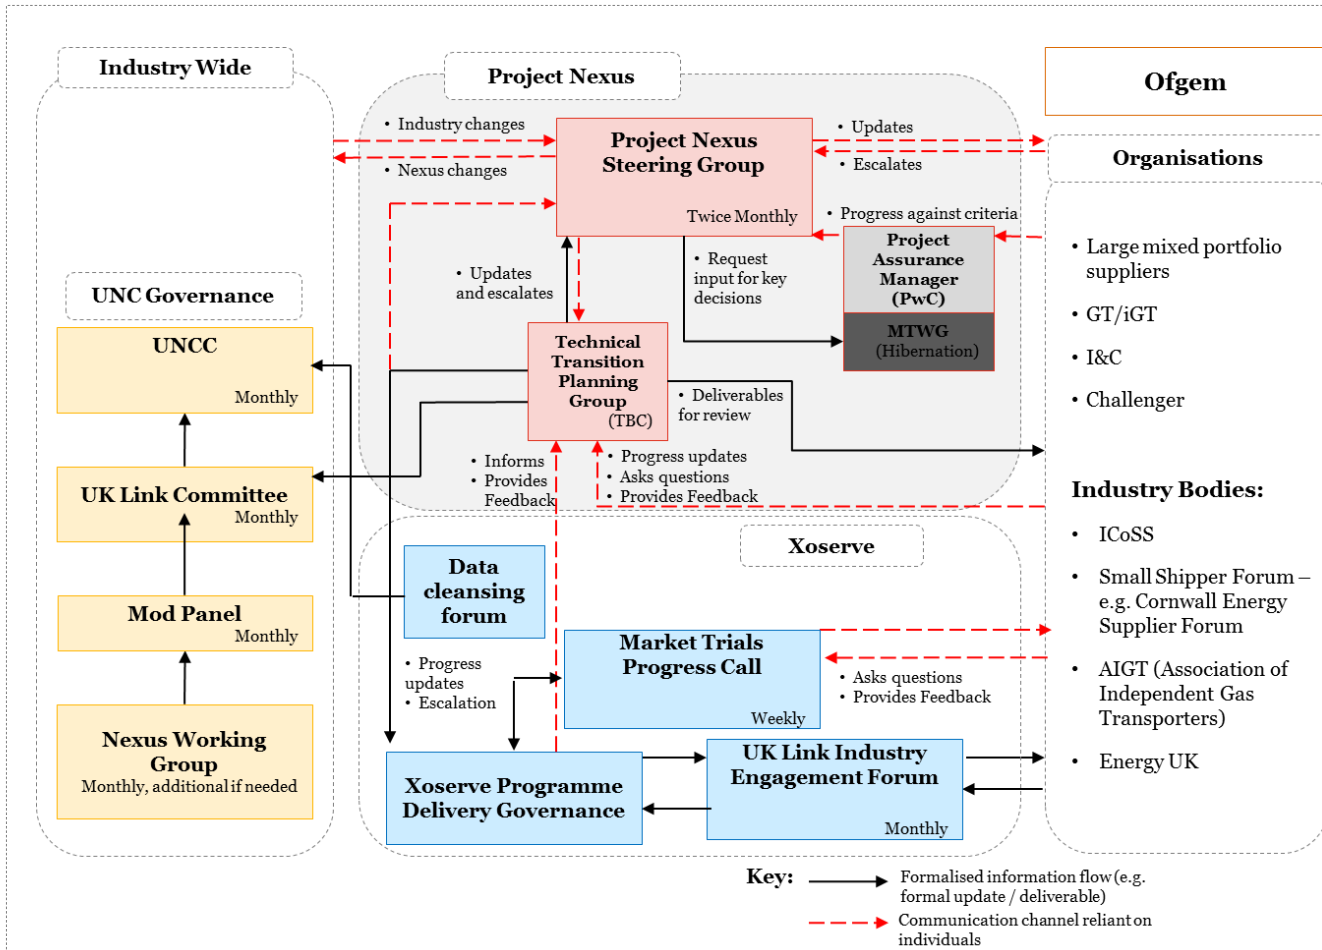 Industry Wide
Project Nexus
Ofgem
• Industry changes
• Nexus changes
Project Nexus
Steering Group
Twice Monthly
• Updates
• Escalates
Organisations
• Progress against criteria
Project
Assurance
Manager
(PwC)
MTWG
(Hibernation)
• Request
input for key
decisions
• Updates
and escalates
• Large mixed portfolio
suppliers
• GT/iGT
• I&C
• Challenger
UNC Governance
UNCC
Monthly
Technical
Transition
Planning
Group
(TBC)
• Deliverables
for review
• Informs
• Provides
Feedback
• Progress updates
• Asks questions
• Provides Feedback
UK Link Committee
Monthly
Industry Bodies:
• ICoSS
• Small Shipper Forum –
e.g. Cornwall Energy
Supplier Forum
• AIGT (Association of
Independent Gas
Transporters)
• Energy UK
Xoserve
Data
cleansing
forum
Mod Panel
Monthly
Market Trials
Progress Call
Weekly
• Progress
updates
• Escalation
• Asks questions
• Provides Feedback
Nexus Working
Group
Monthly, additional if needed
Xoserve Programme
Delivery Governance
UK Link Industry
Engagement Forum
Monthly
Key:
Formalised information flow (e.g.
formal update / deliverable)
Communication channel reliant on
individuals